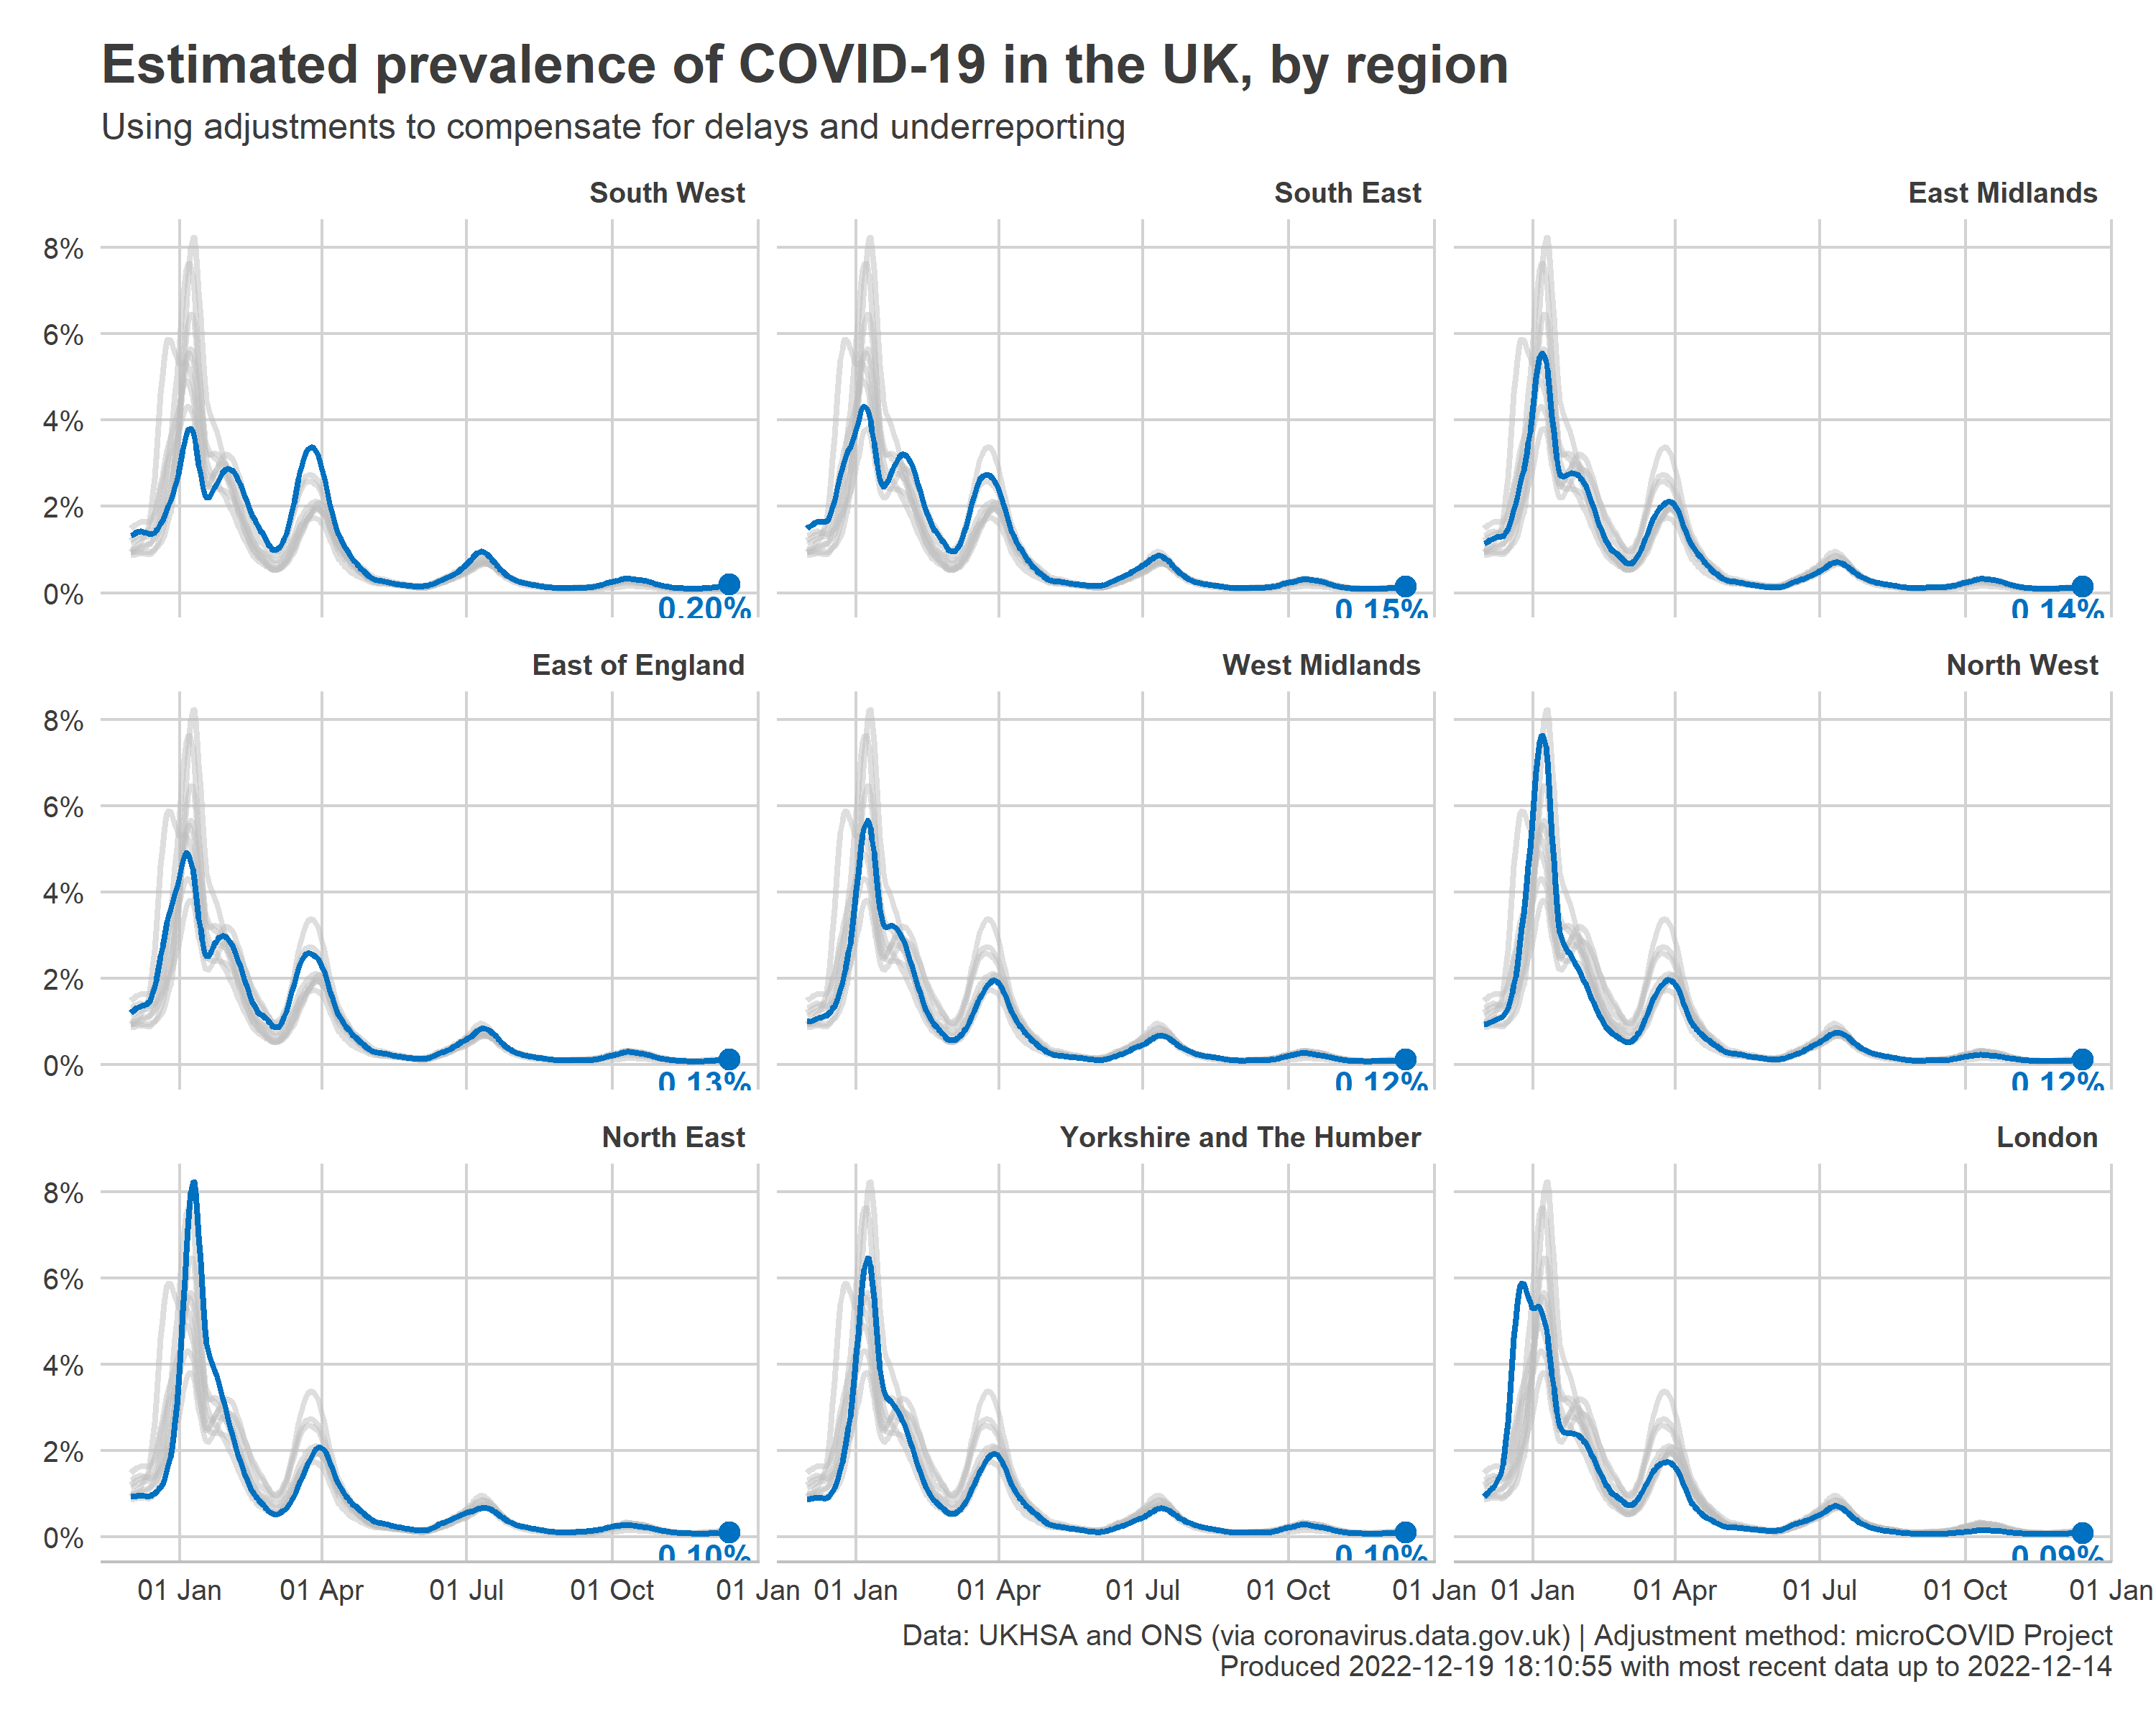 Estimated prevalence of COVID-19 in the UK, by region
Using adjustments to compensate for delays and underreporting
South West
South East
East Midlands
8%
6%
4%
2%
0%
0.20%
0.15%
0.14%
East of England
West Midlands
North West
8%
6%
4%
2%
0%
0.13%
0.12%
0.12%
North East
Yorkshire and The Humber
London
8%
6%
4%
2%
0%
0.10%
0.10%
0.09%
01 Jan 01 Apr 01 Jul 01 Oct 01 Jan 01 Jan 01 Apr 01 Jul 01 Oct 01 Jan 01 Jan 01 Apr 01 Jul 01 Oct 01 Jan
Data: UKHSA and ONS (via coronavirus.data.gov.uk) | Adjustment method: microCOVID Project
Produced 2022-12-19 18:10:55 with most recent data up to 2022-12-14